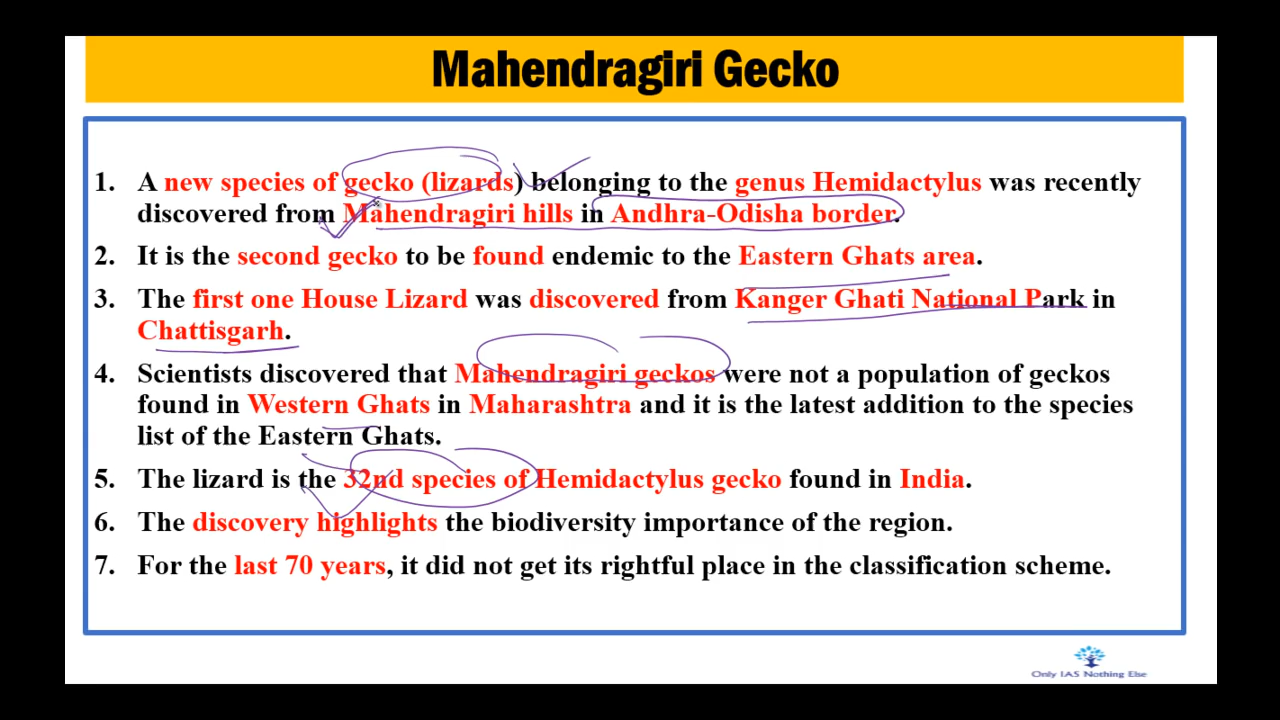 Mahendragiri Gecko
1. A new species of gecko (lizards) belonging to the genus Hemidactylus was recently
discovered from Mahendragiri hills in Andhra-Odisha border.
2. It is the second gecko to be found endemic to the Eastern Ghats area.
3. The first one House Lizard was discovered from Kanger Ghati National Park in
Chattisgarh.
4. Scientists discovered that Mahendragiri geckos were not a population of geckos
found in Western Ghats in Maharashtra and it is the latest addition to the species
list of the Eastern Ghats.
5. The lizard is the 32nd species of Hemidactylus gecko found in India.
6. The discovery highlights the biodiversity importance of the region.
7. For the last 70 years, it did not get its rightful place in the classification scheme.
Only IAS Nothing Else